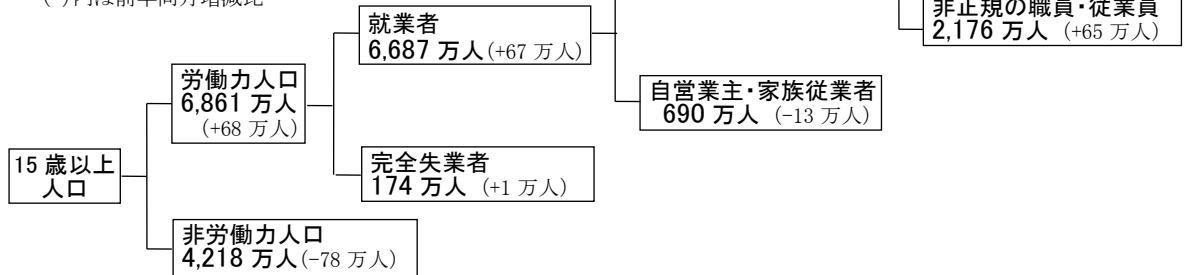 ( )内は前年同月増減比
非正規の職員・従業員
2,176 万人 (+65 万人)
就業者
6,687 万人(+67 万人)
自営業主・家族従業者
690 万人 (-13 万人)
労働力人口
6,861 万人
(+68 万人)
完全失業者
174 万人 (+1 万人)
15 歳以上
人口
非労働力人口
4,218 万人(-78 万人)